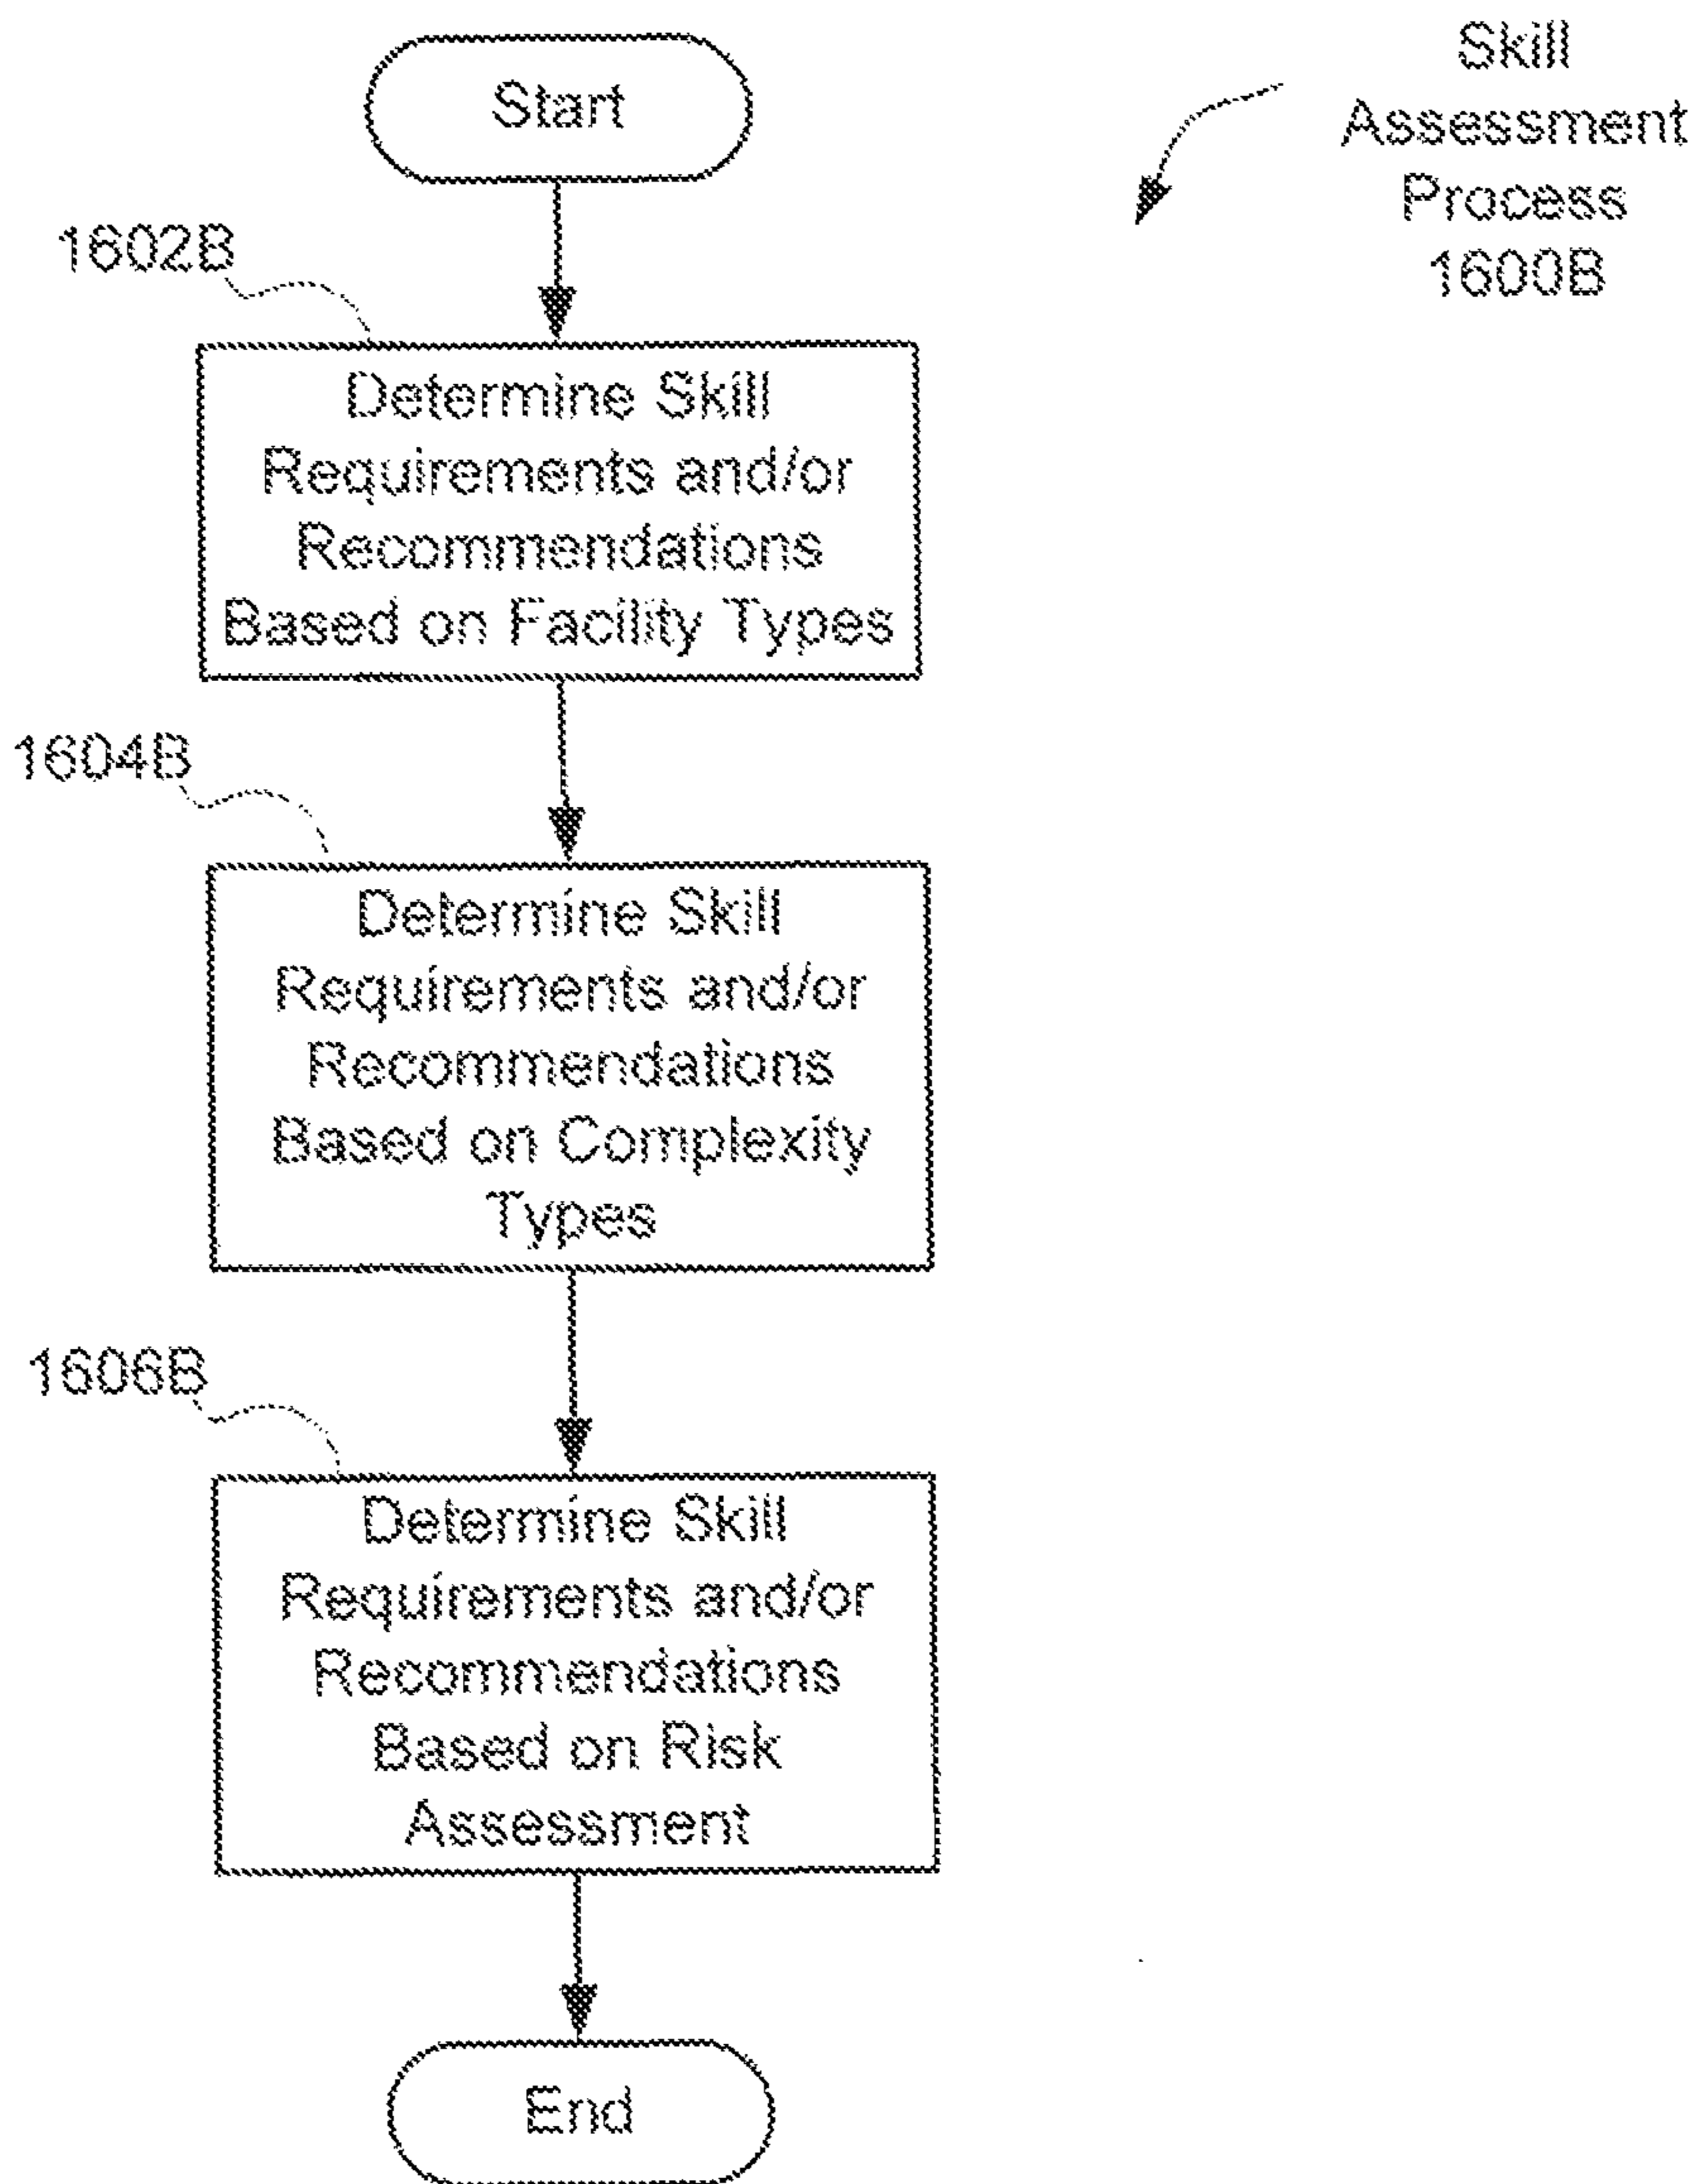 Start
Skill
Assessment
Process
1600B
1602B
Determine Skill
Requirements and/or
Recommendations
Based on Facility Types
1604B
Determine Skill
Requirements and/or
Recommendations
Based on Complexity
Types
1606B
Determine Skill
Requirements and/or
Recommendations
Based on Risk
Assessment
End